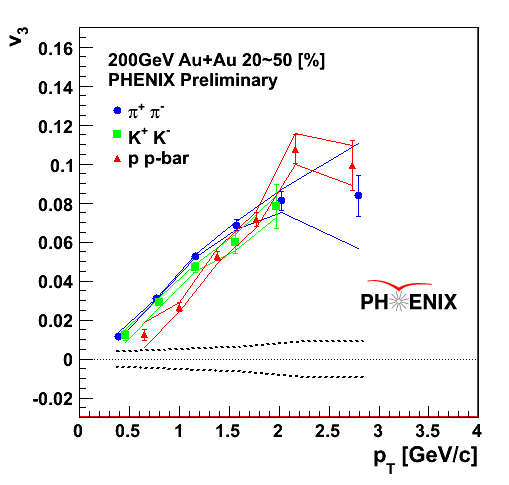 v₃
0.16
0.14
0.12
0.1
0.08
0.06
0.04
0.02
0
-0.02
200GeV Au+Au 20~50 [%]
PHENIX Preliminary
π⁺ π⁻
K⁺ K⁻
p p-bar
PHENIX
0 0.5 1 1.5 2 2.5 3 3.5 4
p_T [GeV/c]